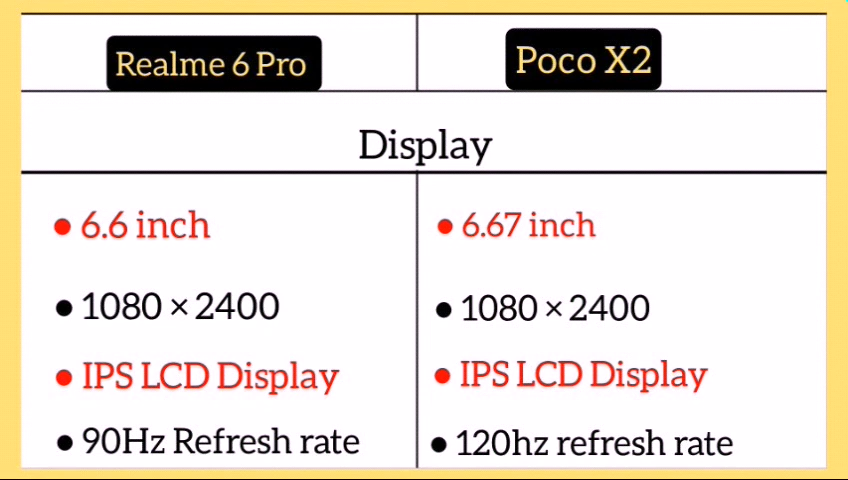 Realme 6 Pro
Poco X2
Display
• 6.6 inch
• 6.67 inch
• 1080 × 2400
• 1080 × 2400
• IPS LCD Display
• IPS LCD Display
• 90Hz Refresh rate
• 120hz refresh rate